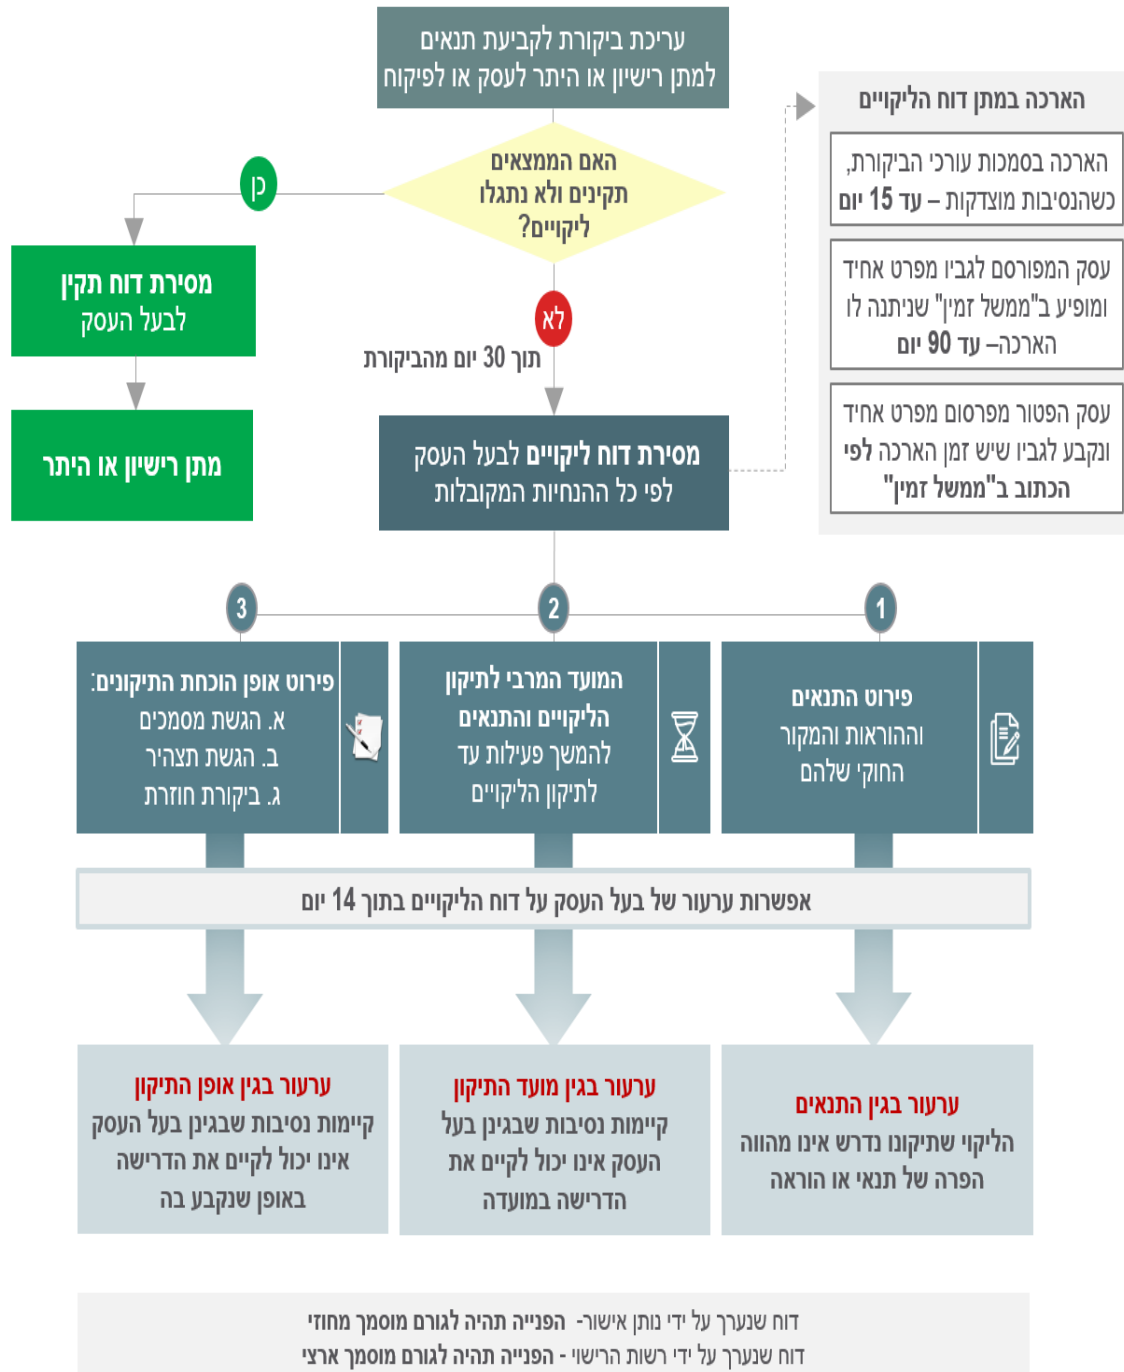 עריכת ביקורת לקביעת תנאים
למתן רישיון או היתר לעסק או לפיקוח
האם הממצאים
תקינים ולא נתגלו
ליקויים?
כן
מסירת דוח תקין
לבעל העסק
מתן רישיון או היתר
לא
תוך 30 יום מהביקורת
מסירת דוח ליקויים לבעל העסק
לפי כל ההנחיות המקובלות
הארכה במתן דוח הליקויים
הארכה בסמכות עורכי הביקורת,
כשהנסיבות מוצדקות – עד 15 יום
עסק המפורסם לגביו מפרט אחיד
ומופיע ב"ממשל זמין" שניתנה לו
הארכה– עד 90 יום
עסק הפטור מפרסום מפרט אחיד
ונקבע לגביו שיש זמן הארכה לפי
הכתוב ב"ממשל זמין"
1
פירוט התנאים
וההוראות והמקור
החוקי שלהם
2
המועד המרבי לתיקון
הליקויים והתנאים
להמשך פעילות עד
לתיקון הליקויים
3
פירוט אופן הוכחת התיקונים:
א. הגשת מסמכים
ב. הגשת תצהיר
ג. ביקורת חוזרת
אפשרות ערעור של בעל העסק על דוח הליקויים בתוך 14 יום
ערעור בגין התנאים
הליקוי שתיקונו נדרש אינו מהווה
הפרה של תנאי או הוראה
ערעור בגין מועד התיקון
קיימות נסיבות שבגינן בעל
העסק אינו יכול לקיים את
הדרישה במועדה
ערעור בגין אופן התיקון
קיימות נסיבות שבגינן בעל העסק
אינו יכול לקיים את הדרישה
באופן שנקבע בה
דוח שנערך על ידי נותן אישור- הפנייה תהיה לגורם מוסמך מחוזי
דוח שנערך על ידי רשות הרישוי - הפנייה תהיה לגורם מוסמך ארצי